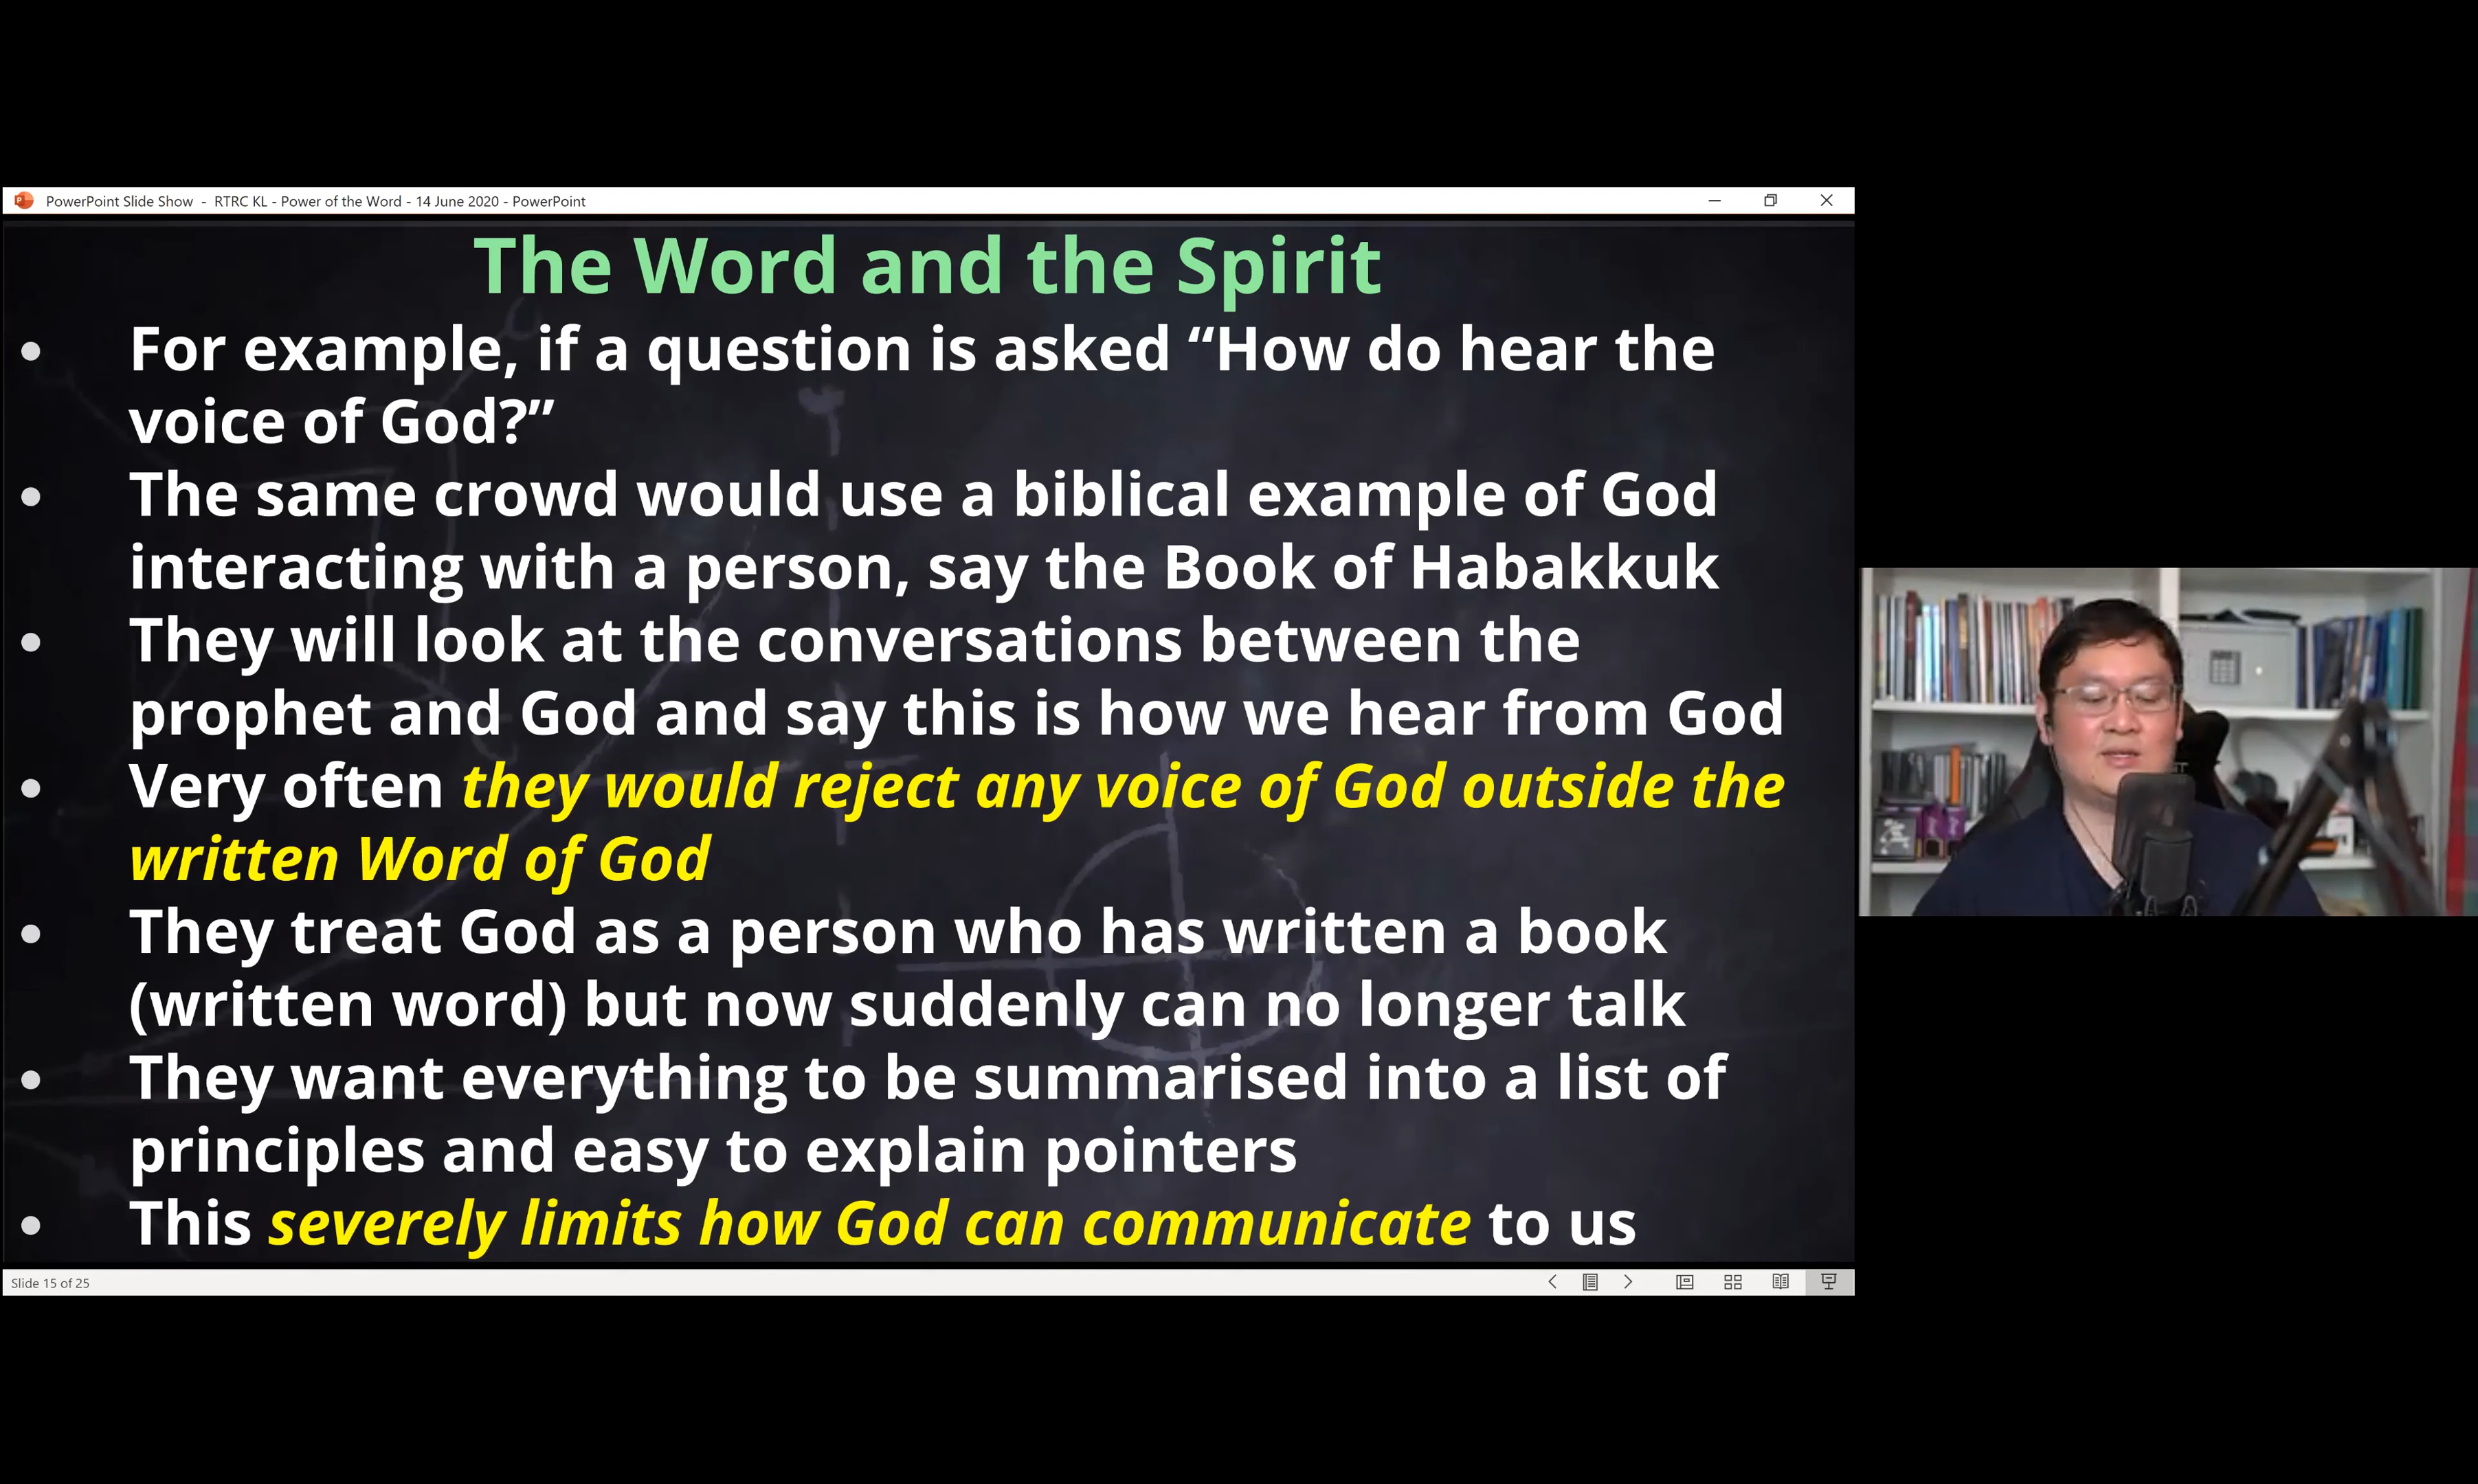 PowerPoint Slide Show - RTRC KL - Power of the Word - 14 June 2020 - PowerPoint
The Word and the Spirit
• For example, if a question is asked “How do hear the
voice of God?”
• The same crowd would use a biblical example of God
interacting with a person, say the Book of Habakkuk
• They will look at the conversations between the
prophet and God and say this is how we hear from God
• Very often they would reject any voice of God outside the
written Word of God
• They treat God as a person who has written a book
(written word) but now suddenly can no longer talk
• They want everything to be summarised into a list of
principles and easy to explain pointers
• This severely limits how God can communicate to us
Slide 15 of 25